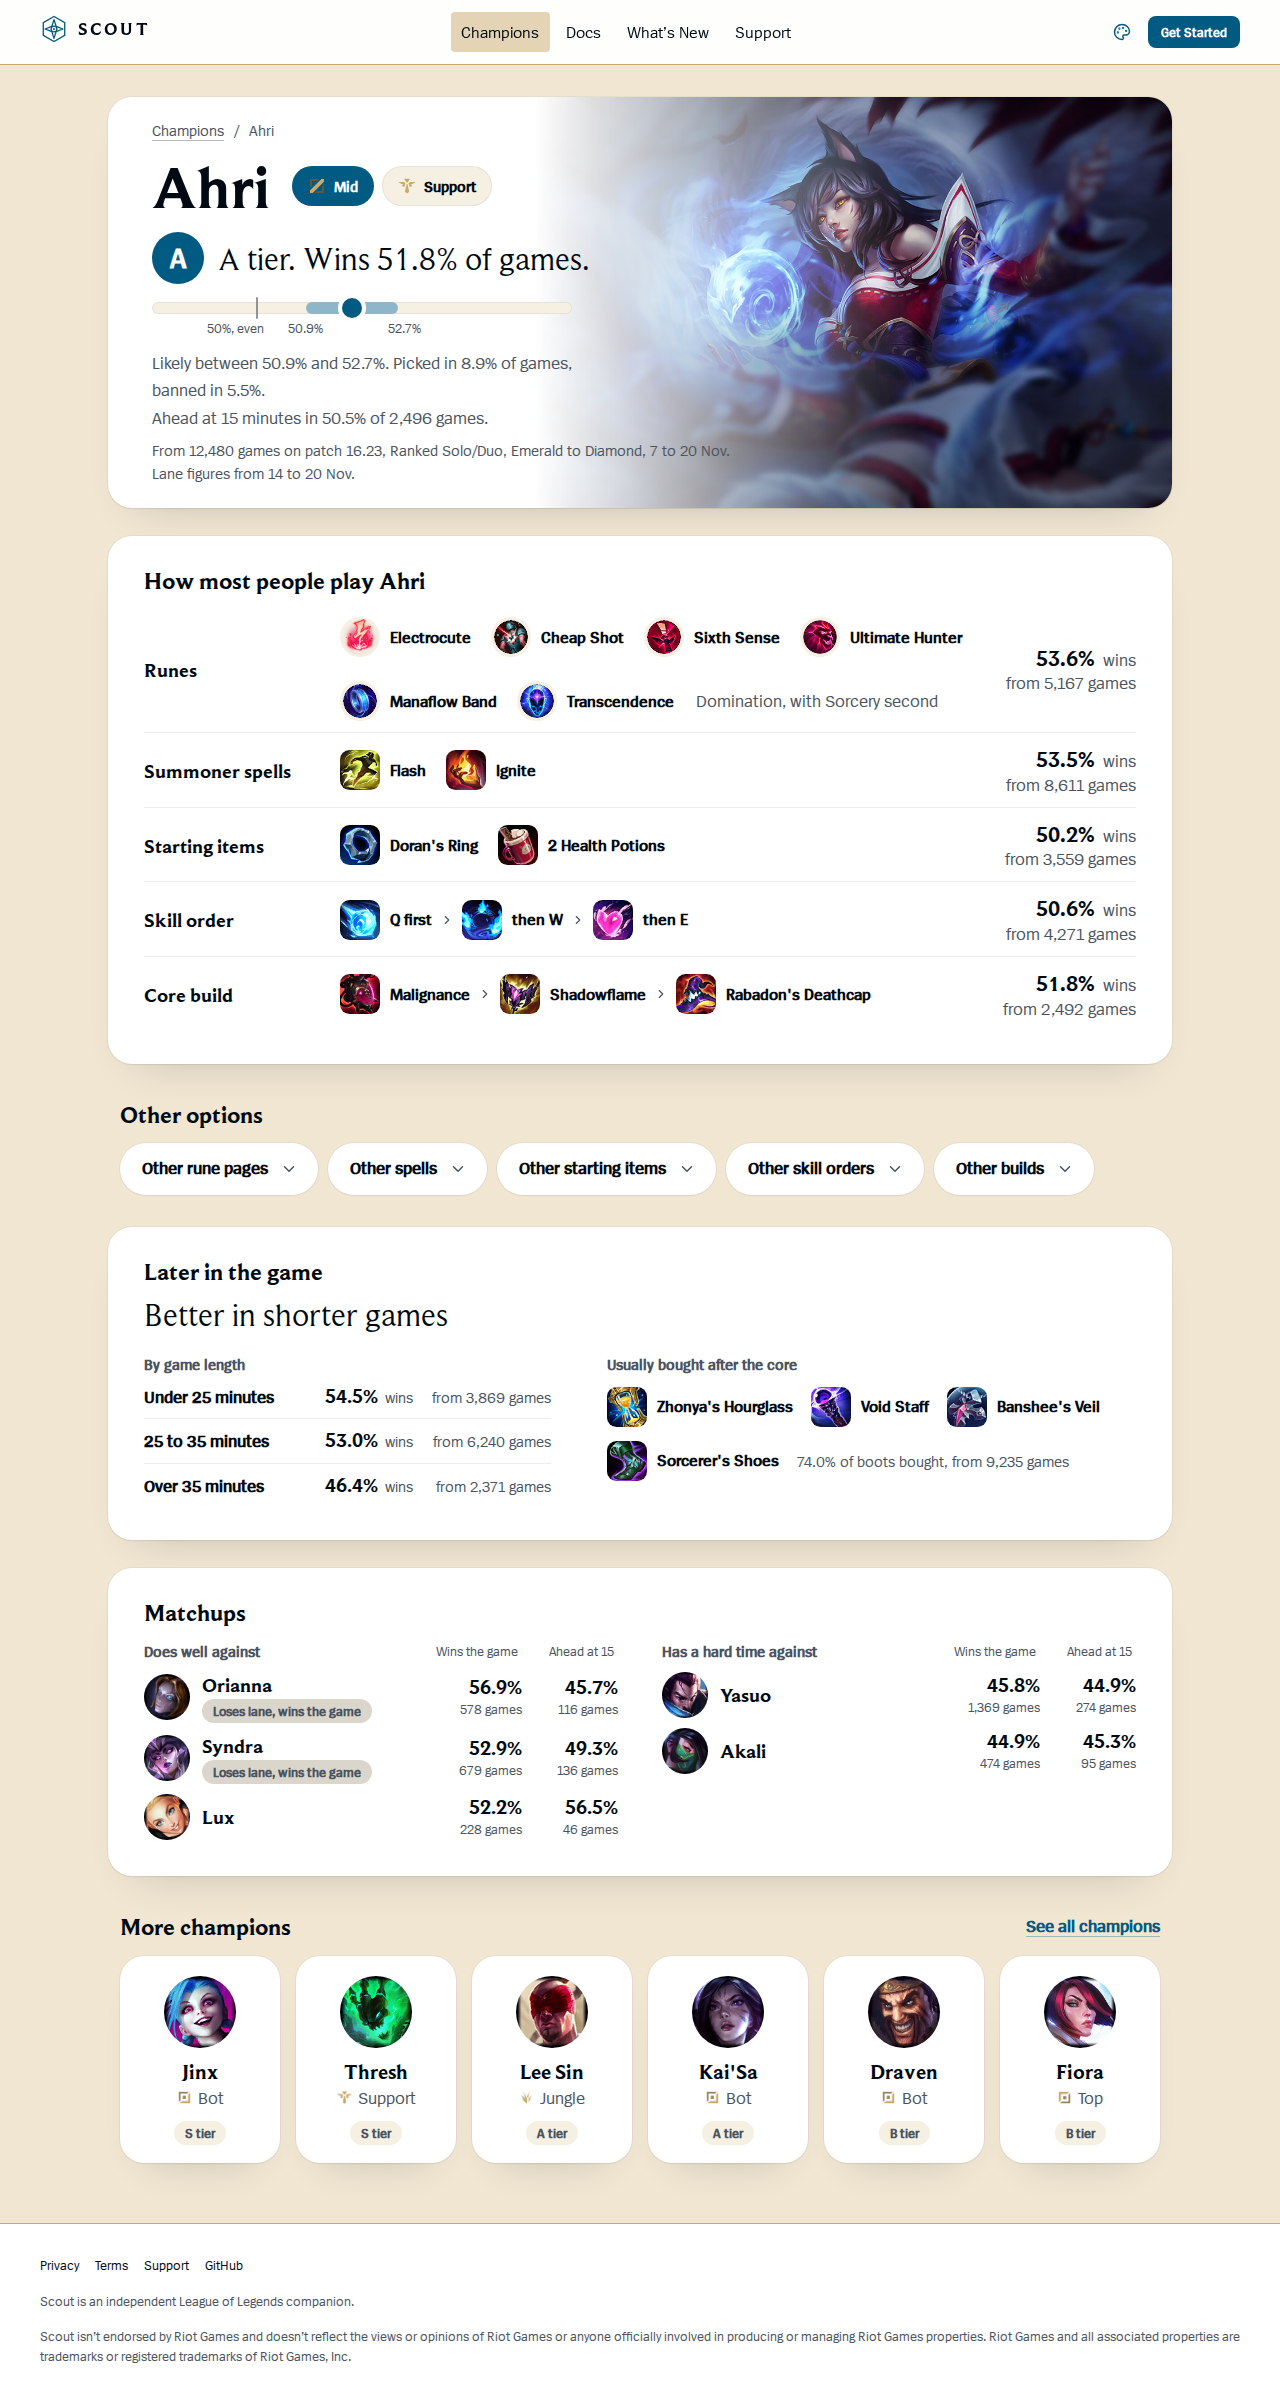 SCOUT
Champions
Docs
What's New
Support
Get Started
Champions / Ahri
Ahri
Mid
Support
A
A tier. Wins 51.8% of games.
50%, even
50.9%
52.7%
Likely between 50.9% and 52.7%. Picked in 8.9% of games,
banned in 5.5%.
Ahead at 15 minutes in 50.5% of 2,496 games.
From 12,480 games on patch 16.23, Ranked Solo/Duo, Emerald to Diamond, 7 to 20 Nov.
Lane figures from 14 to 20 Nov.
How most people play Ahri
Runes
Electrocute
Cheap Shot
Sixth Sense
Ultimate Hunter
Manaflow Band
Transcendence
Domination, with Sorcery second
53.6% wins
from 5,167 games
Summoner spells
Flash
Ignite
53.5% wins
from 8,611 games
Starting items
Doran's Ring
2 Health Potions
50.2% wins
from 3,559 games
Skill order
Q first
then W
then E
50.6% wins
from 4,271 games
Core build
Malignance
Shadowflame
Rabadon's Deathcap
51.8% wins
from 2,492 games
Other options
Other rune pages
Other spells
Other starting items
Other skill orders
Other builds
Later in the game
Better in shorter games
By game length
Under 25 minutes 54.5% wins from 3,869 games
25 to 35 minutes 53.0% wins from 6,240 games
Over 35 minutes 46.4% wins from 2,371 games
Usually bought after the core
Zhonya's Hourglass
Void Staff
Banshee's Veil
Sorcerer's Shoes
74.0% of boots bought, from 9,235 games
Matchups
Does well against
Wins the game
Ahead at 15
Orianna
Loses lane, wins the game
56.9%
578 games
45.7%
116 games
Syndra
Loses lane, wins the game
52.9%
679 games
49.3%
136 games
Lux
52.2%
228 games
56.5%
46 games
Has a hard time against
Wins the game
Ahead at 15
Yasuo
45.8%
1,369 games
44.9%
274 games
Akali
44.9%
474 games
45.3%
95 games
More champions
See all champions
Jinx
Bot
S tier
Thresh
Support
S tier
Lee Sin
Jungle
A tier
Kai'Sa
Bot
A tier
Draven
Bot
B tier
Fiora
Top
B tier
Privacy
Terms
Support
GitHub
Scout is an independent League of Legends companion.
Scout isn't endorsed by Riot Games and doesn't reflect the views or opinions of Riot Games or anyone officially involved in producing or managing Riot Games properties. Riot Games and all associated properties are
trademarks or registered trademarks of Riot Games, Inc.